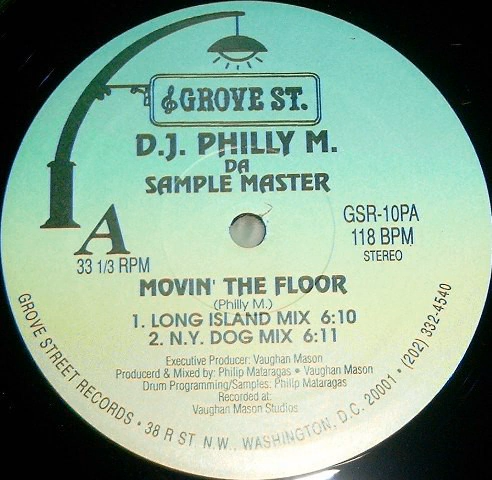 GROVE ST.
D.J. PHILLY M.
DA
SAMPLE MASTER
A
33 1/3 RPM
GSR-10PA
118 BPM
STEREO
MOVIN' THE FLOOR
(Philly M.)
1. LONG ISLAND MIX 6:10
2. N.Y. DOG MIX 6:11
Executive Producer: Vaughan Mason
Producerd & Mixed by: Philip Mataragas • Vaughan Mason
Drum Programming/Samples: Philip Mataragas
Recorded at:
Vaughan Mason Studios
GROVE STREET RECORDS • 38 R ST N.W., WASHINGTON, D.C. 20001 • (202) 332-4540